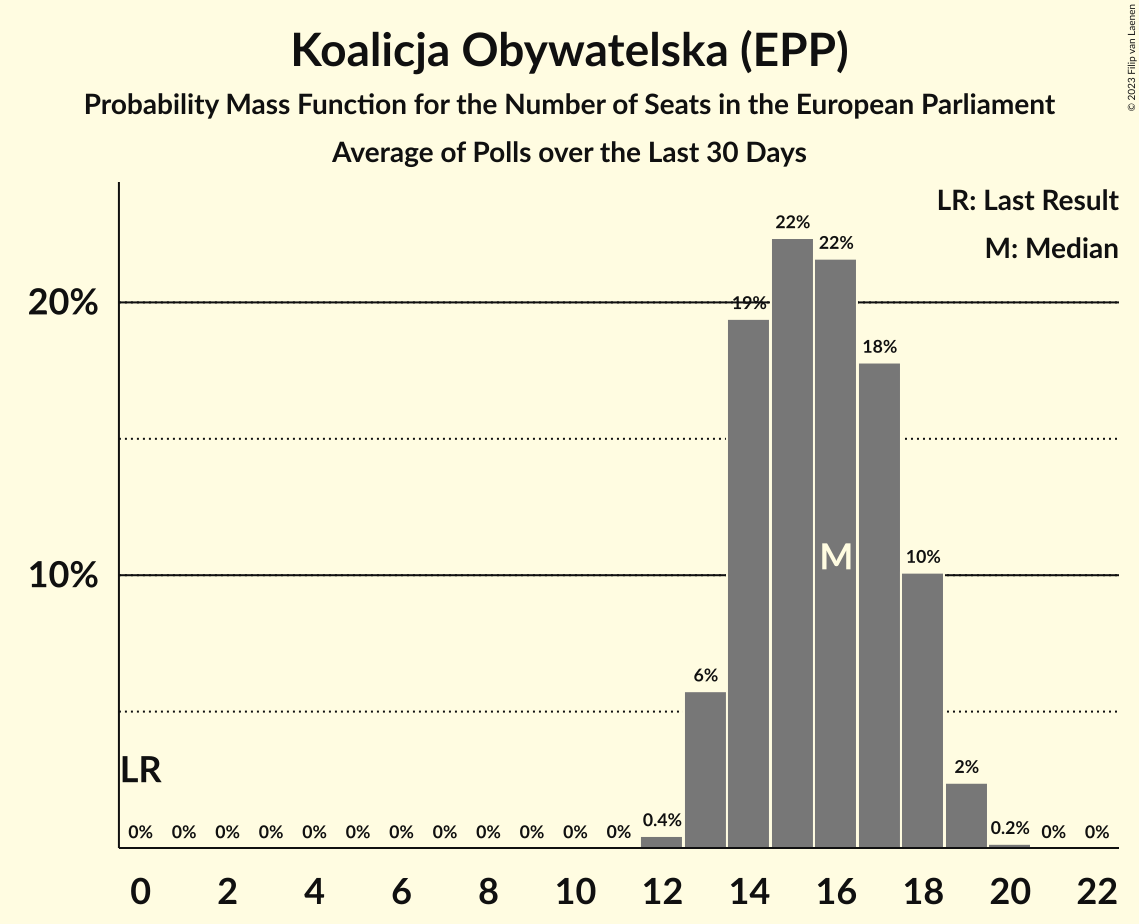 Koalicja Obywatelska (EPP)
Probability Mass Function for the Number of Seats in the European Parliament
Average of Polls over the Last 30 Days
© 2023 Filip van Laenen
LR: Last Result
M: Median
20%
10%
22%
22%
19%
18%
M
10%
6%
LR
2%
0% 0% 0% 0% 0% 0% 0% 0% 0% 0% 0% 0% 0.4% 0.2% 0% 0%
0 2 4 6 8 10 12 14 16 18 20 22